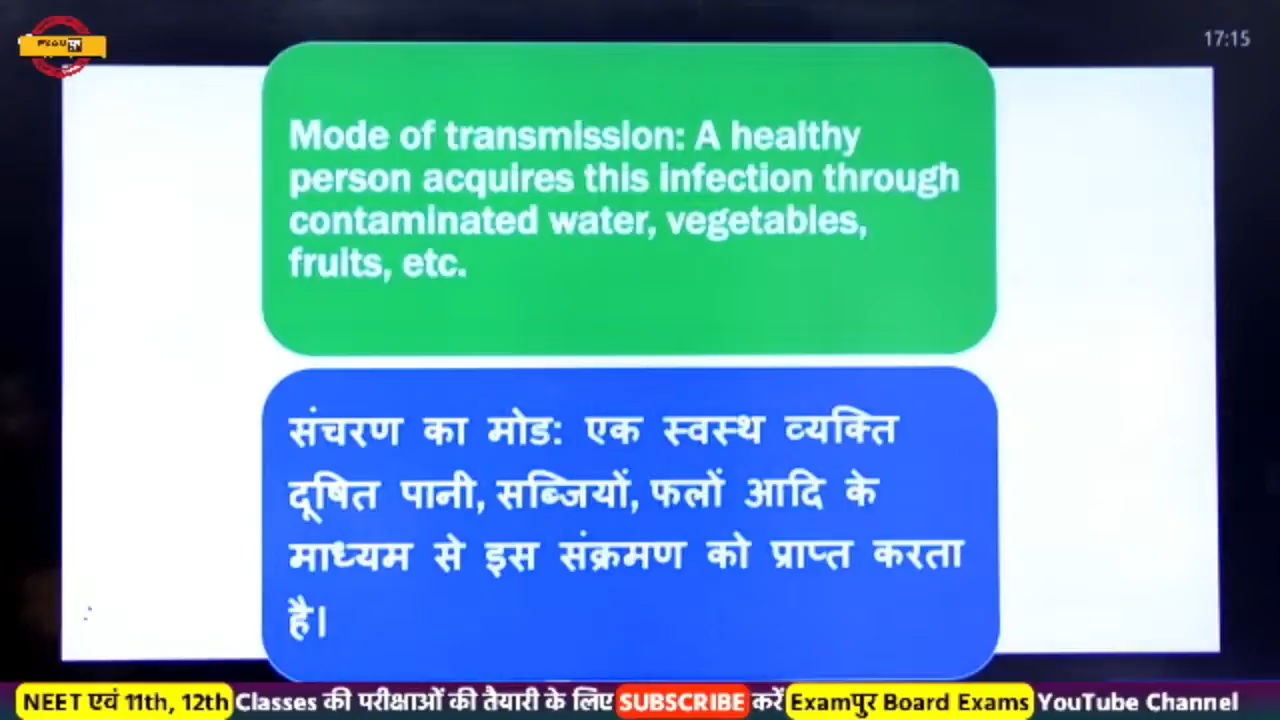 17:15
Mode of transmission: A healthy
person acquires this infection through
contaminated water, vegetables,
fruits, etc.
संचरण का मोड: एक स्वस्थ व्यक्ति
दूषित पानी, सब्जियों, फलों आदि के
माध्यम से इस संक्रमण को प्राप्त करता
है।
NEET एवं 11th, 12th Classes की परीक्षाओं की तैयारी के लिए SUBSCRIBE करें Examपुर Board Exams YouTube Channel